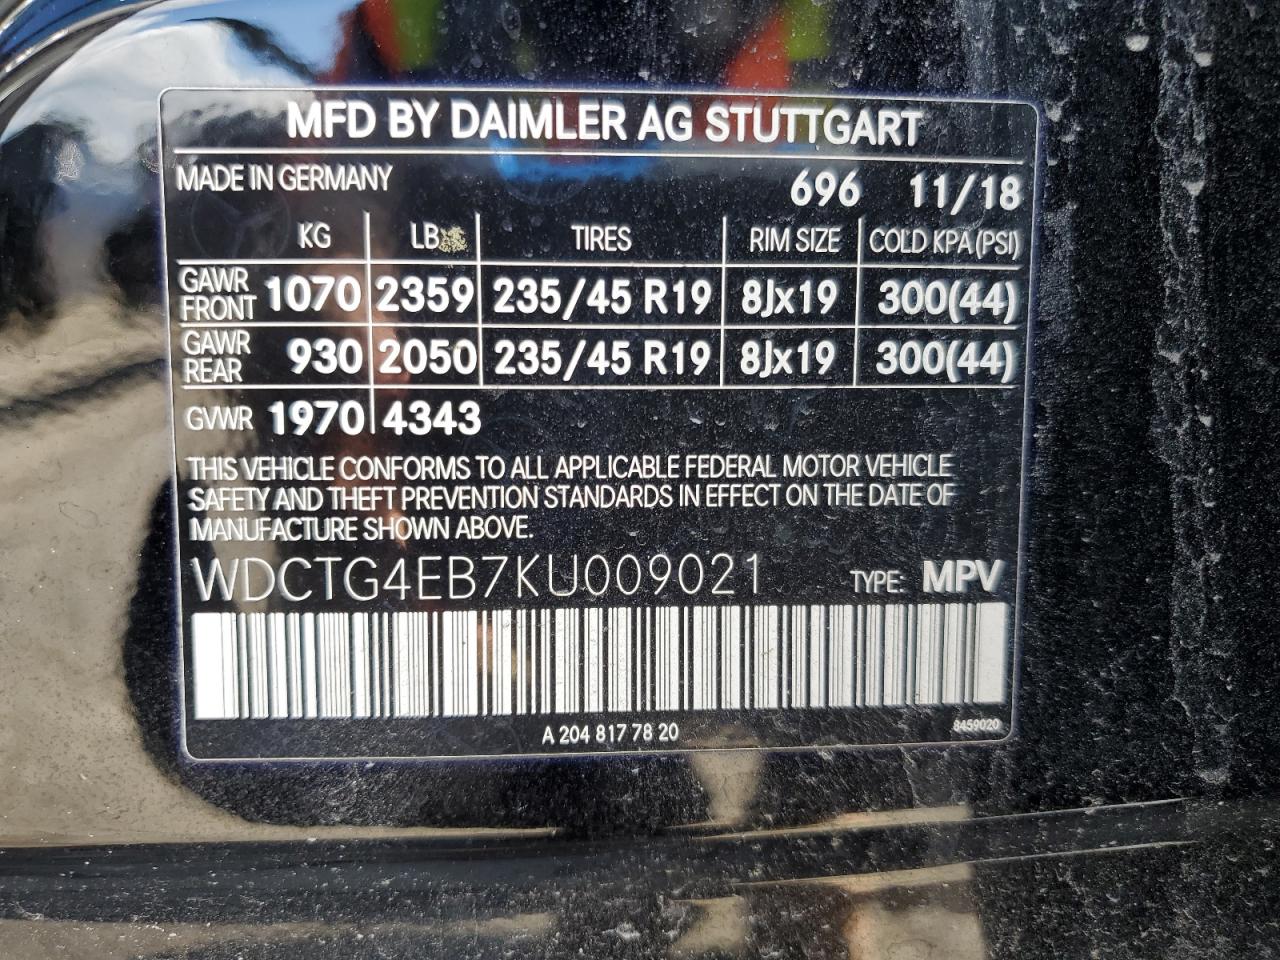 MFD BY DAIMLER AG STUTTGART
MADE IN GERMANY 696 11/18
KG LB TIRES RIM SIZE COLD KPA (PSI)
GAWR FRONT 1070 2359 235/45 R19 8Jx19 300(44)
GAWR REAR 930 2050 235/45 R19 8Jx19 300(44)
GVWR 1970 4343
THIS VEHICLE CONFORMS TO ALL APPLICABLE FEDERAL MOTOR VEHICLE
SAFETY AND THEFT PREVENTION STANDARDS IN EFFECT ON THE DATE OF
MANUFACTURE SHOWN ABOVE.
WDCTG4EB7KU009021 TYPE: MPV
A 204 817 78 20 8459020